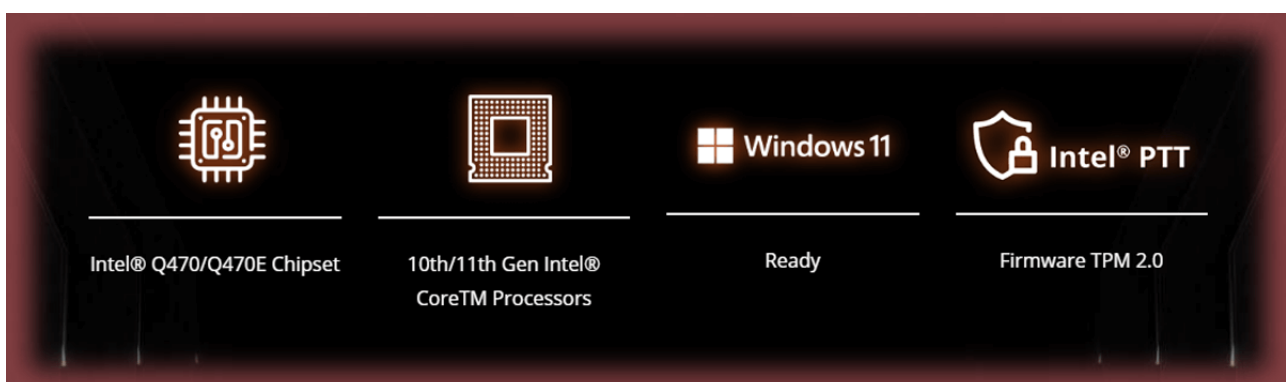 Windows 11
Intel® PTT
Intel® Q470/Q470E Chipset
10th/11th Gen Intel®
CoreTM Processors
Ready
Firmware TPM 2.0